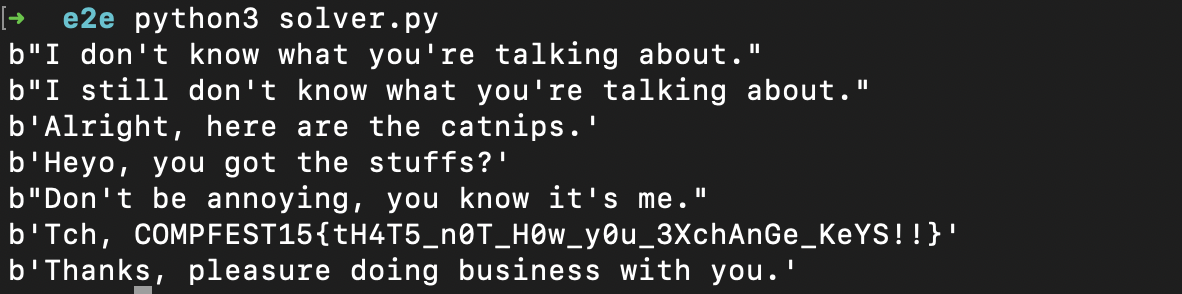 [➜  e2e python3 solver.py
b"I don't know what you're talking about."
b"I still don't know what you're talking about."
b'Alright, here are the catnips.'
b'Heyo, you got the stuffs?'
b"Don't be annoying, you know it's me."
b'Tch, COMPFEST15{tH4T5_n0T_H0w_y0u_3XchAnGe_KeYS!!}'
b'Thanks, pleasure doing business with you.'